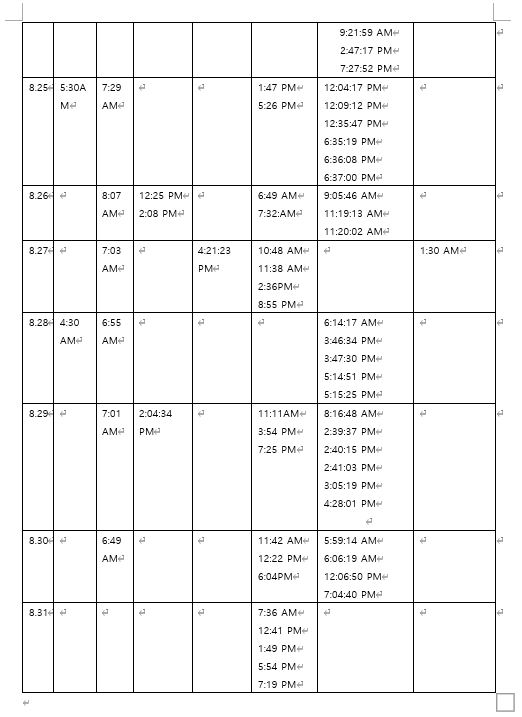 9:21:59 AM
2:47:17 PM
7:27:52 PM
8.25 5:30A 7:29 1:47 PM 12:04:17 PM
M AM 5:26 PM 12:09:12 PM
12:35:47 PM
6:35:19 PM
6:36:08 PM
6:37:00 PM
8.26 8:07 12:25 PM 6:49 AM 9:05:46 AM
AM 2:08 PM 7:32:AM 11:19:13 AM
11:20:02 AM
8.27 7:03 4:21:23 10:48 AM 1:30 AM
AM PM 11:38 AM
2:36PM
8:55 PM
8.28 4:30 6:55 6:14:17 AM
AM AM 3:46:34 PM
3:47:30 PM
5:14:51 PM
5:15:25 PM
8.29 7:01 2:04:34 11:11AM 8:16:48 AM
AM PM 3:54 PM 2:39:37 PM
7:25 PM 2:40:15 PM
2:41:03 PM
3:05:19 PM
4:28:01 PM
8.30 6:49 11:42 AM 5:59:14 AM
AM 12:22 PM 6:06:19 AM
6:04PM 12:06:50 PM
7:04:40 PM
8.31 7:36 AM
12:41 PM
1:49 PM
5:54 PM
7:19 PM